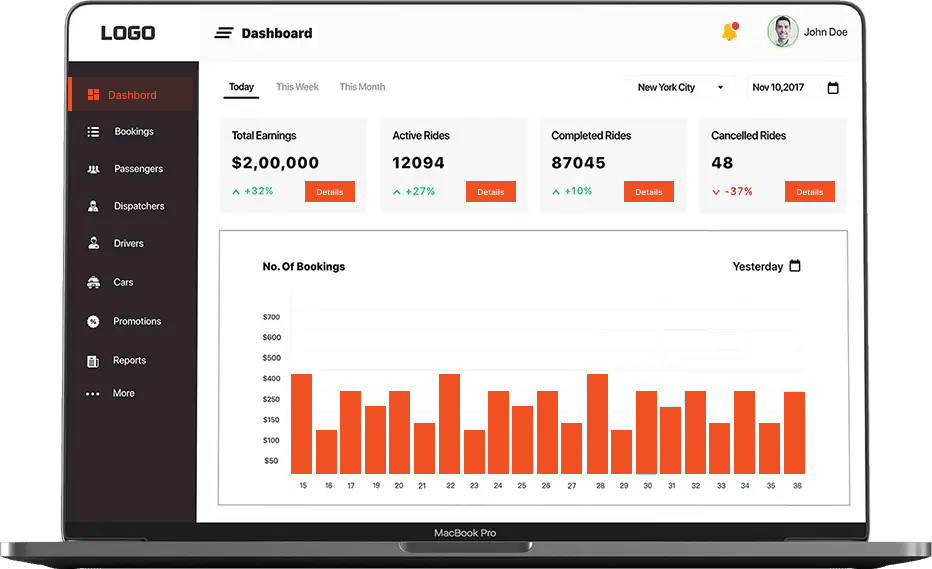 LOGO
Dashboard
John Doe
Dashbord
Bookings
Passengers
Dispatchers
Drivers
Cars
Promotions
Reports
More
Today This Week This Month
New York City
Nov 10,2017
Total Earnings
$2,00,000
+32% Details
Active Rides
12094
+27% Details
Completed Rides
87045
+10% Details
Cancelled Rides
48
-37% Details
No. Of Bookings
Yesterday
$700
$600
$500
$400
$250
$150
$100
$50
15 16 17 19 20 21 22 23 24 25 26 27 28 29 30 31 32 33 34 35 36
MacBook Pro